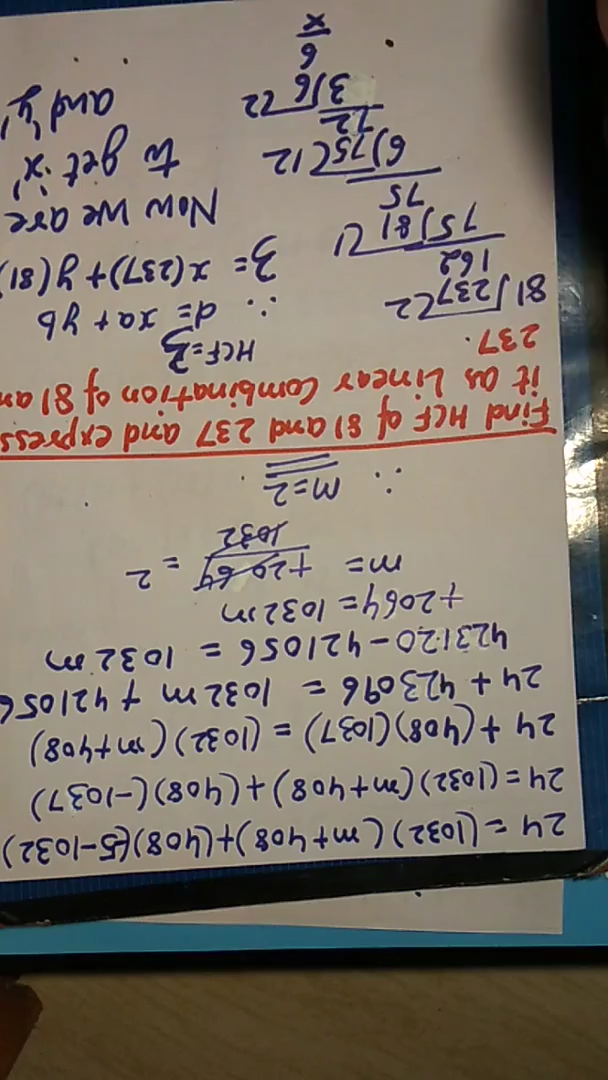 24 = (1032) (m+408)+(408)(-5-1032)
24 = (1032) (m+408)+(408)(-1037)
24 + (408)(1037) = (1032) (m+408)
24 + 423096 = 1032m + 421056
423120 - 421056 = 1032m
+2064 = 1032m
m = +2064/1032 = 2
∴ m=2
Find HCF of 81 and 237 and express
it as Linear Combination of 81 an
237.
81)237(2
162
75)81(1
75
6)75(12
72
3)6(2
6
x
HCF=3
∴ d= xa + yb
3= x(237)+y(81)
Now we are
to get 'x'
and 'y'